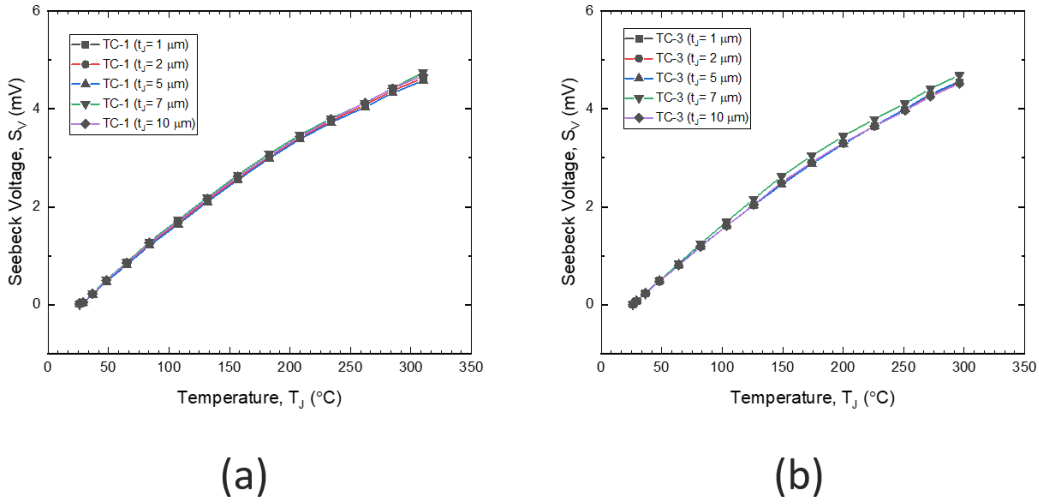 6
4
2
0
Seebeck Voltage, S_V (mV)
TC-1 (t_J= 1 μm)
TC-1 (t_J= 2 μm)
TC-1 (t_J= 5 μm)
TC-1 (t_J= 7 μm)
TC-1 (t_J= 10 μm)
0 50 100 150 200 250 300 350
Temperature, T_J (°C)
(a)
6
4
2
0
Seebeck Voltage, S_V (mV)
TC-3 (t_J= 1 μm)
TC-3 (t_J= 2 μm)
TC-3 (t_J= 5 μm)
TC-3 (t_J= 7 μm)
TC-3 (t_J= 10 μm)
0 50 100 150 200 250 300 350
Temperature, T_J (°C)
(b)